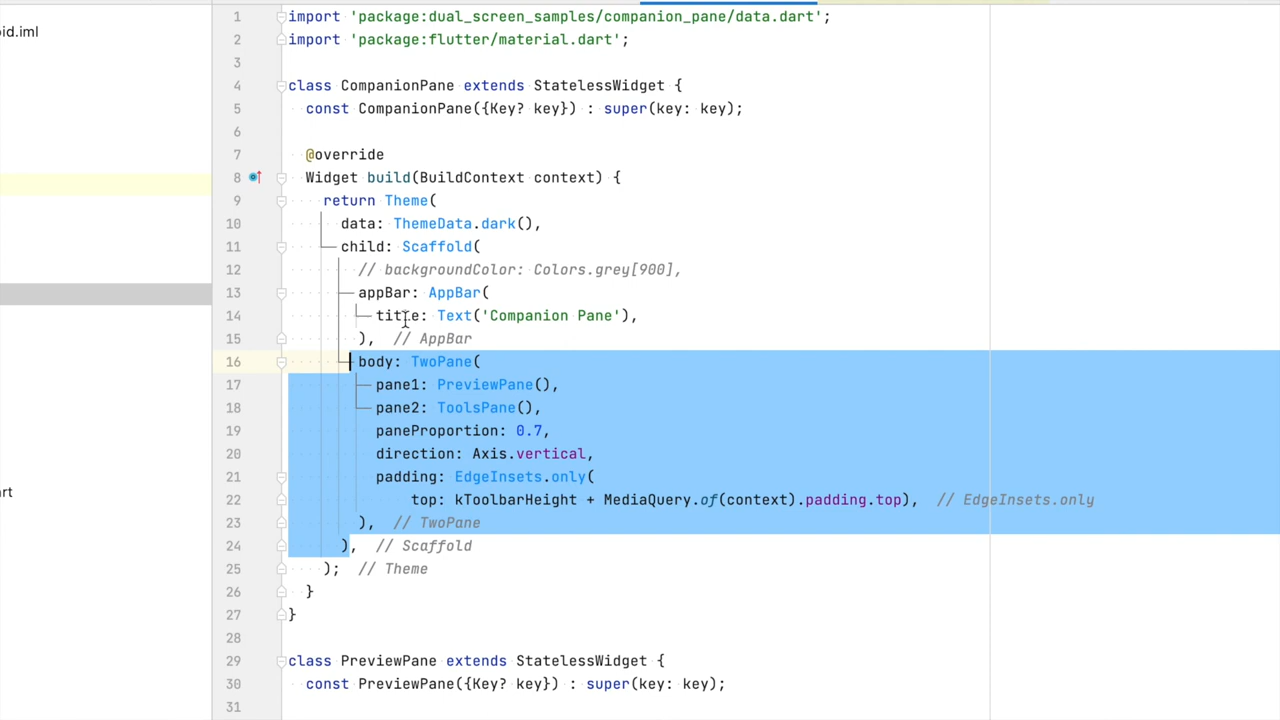 oid.iml
rt
1 import 'package:dual_screen_samples/companion_pane/data.dart';
2 import 'package:flutter/material.dart';
3
4 class CompanionPane extends StatelessWidget {
5 const CompanionPane({Key? key}) : super(key: key);
6
7 @override
8 Widget build(BuildContext context) {
9 return Theme(
10 data: ThemeData.dark(),
11 child: Scaffold(
12 // backgroundColor: Colors.grey[900],
13 appBar: AppBar(
14 title: Text('Companion Pane'),
15 ), // AppBar
16 body: TwoPane(
17 pane1: PreviewPane(),
18 pane2: ToolsPane(),
19 paneProportion: 0.7,
20 direction: Axis.vertical,
21 padding: EdgeInsets.only(
22 top: kToolbarHeight + MediaQuery.of(context).padding.top), // EdgeInsets.only
23 ), // TwoPane
24 ), // Scaffold
25 ); // Theme
26 }
27 }
28
29 class PreviewPane extends StatelessWidget {
30 const PreviewPane({Key? key}) : super(key: key);
31